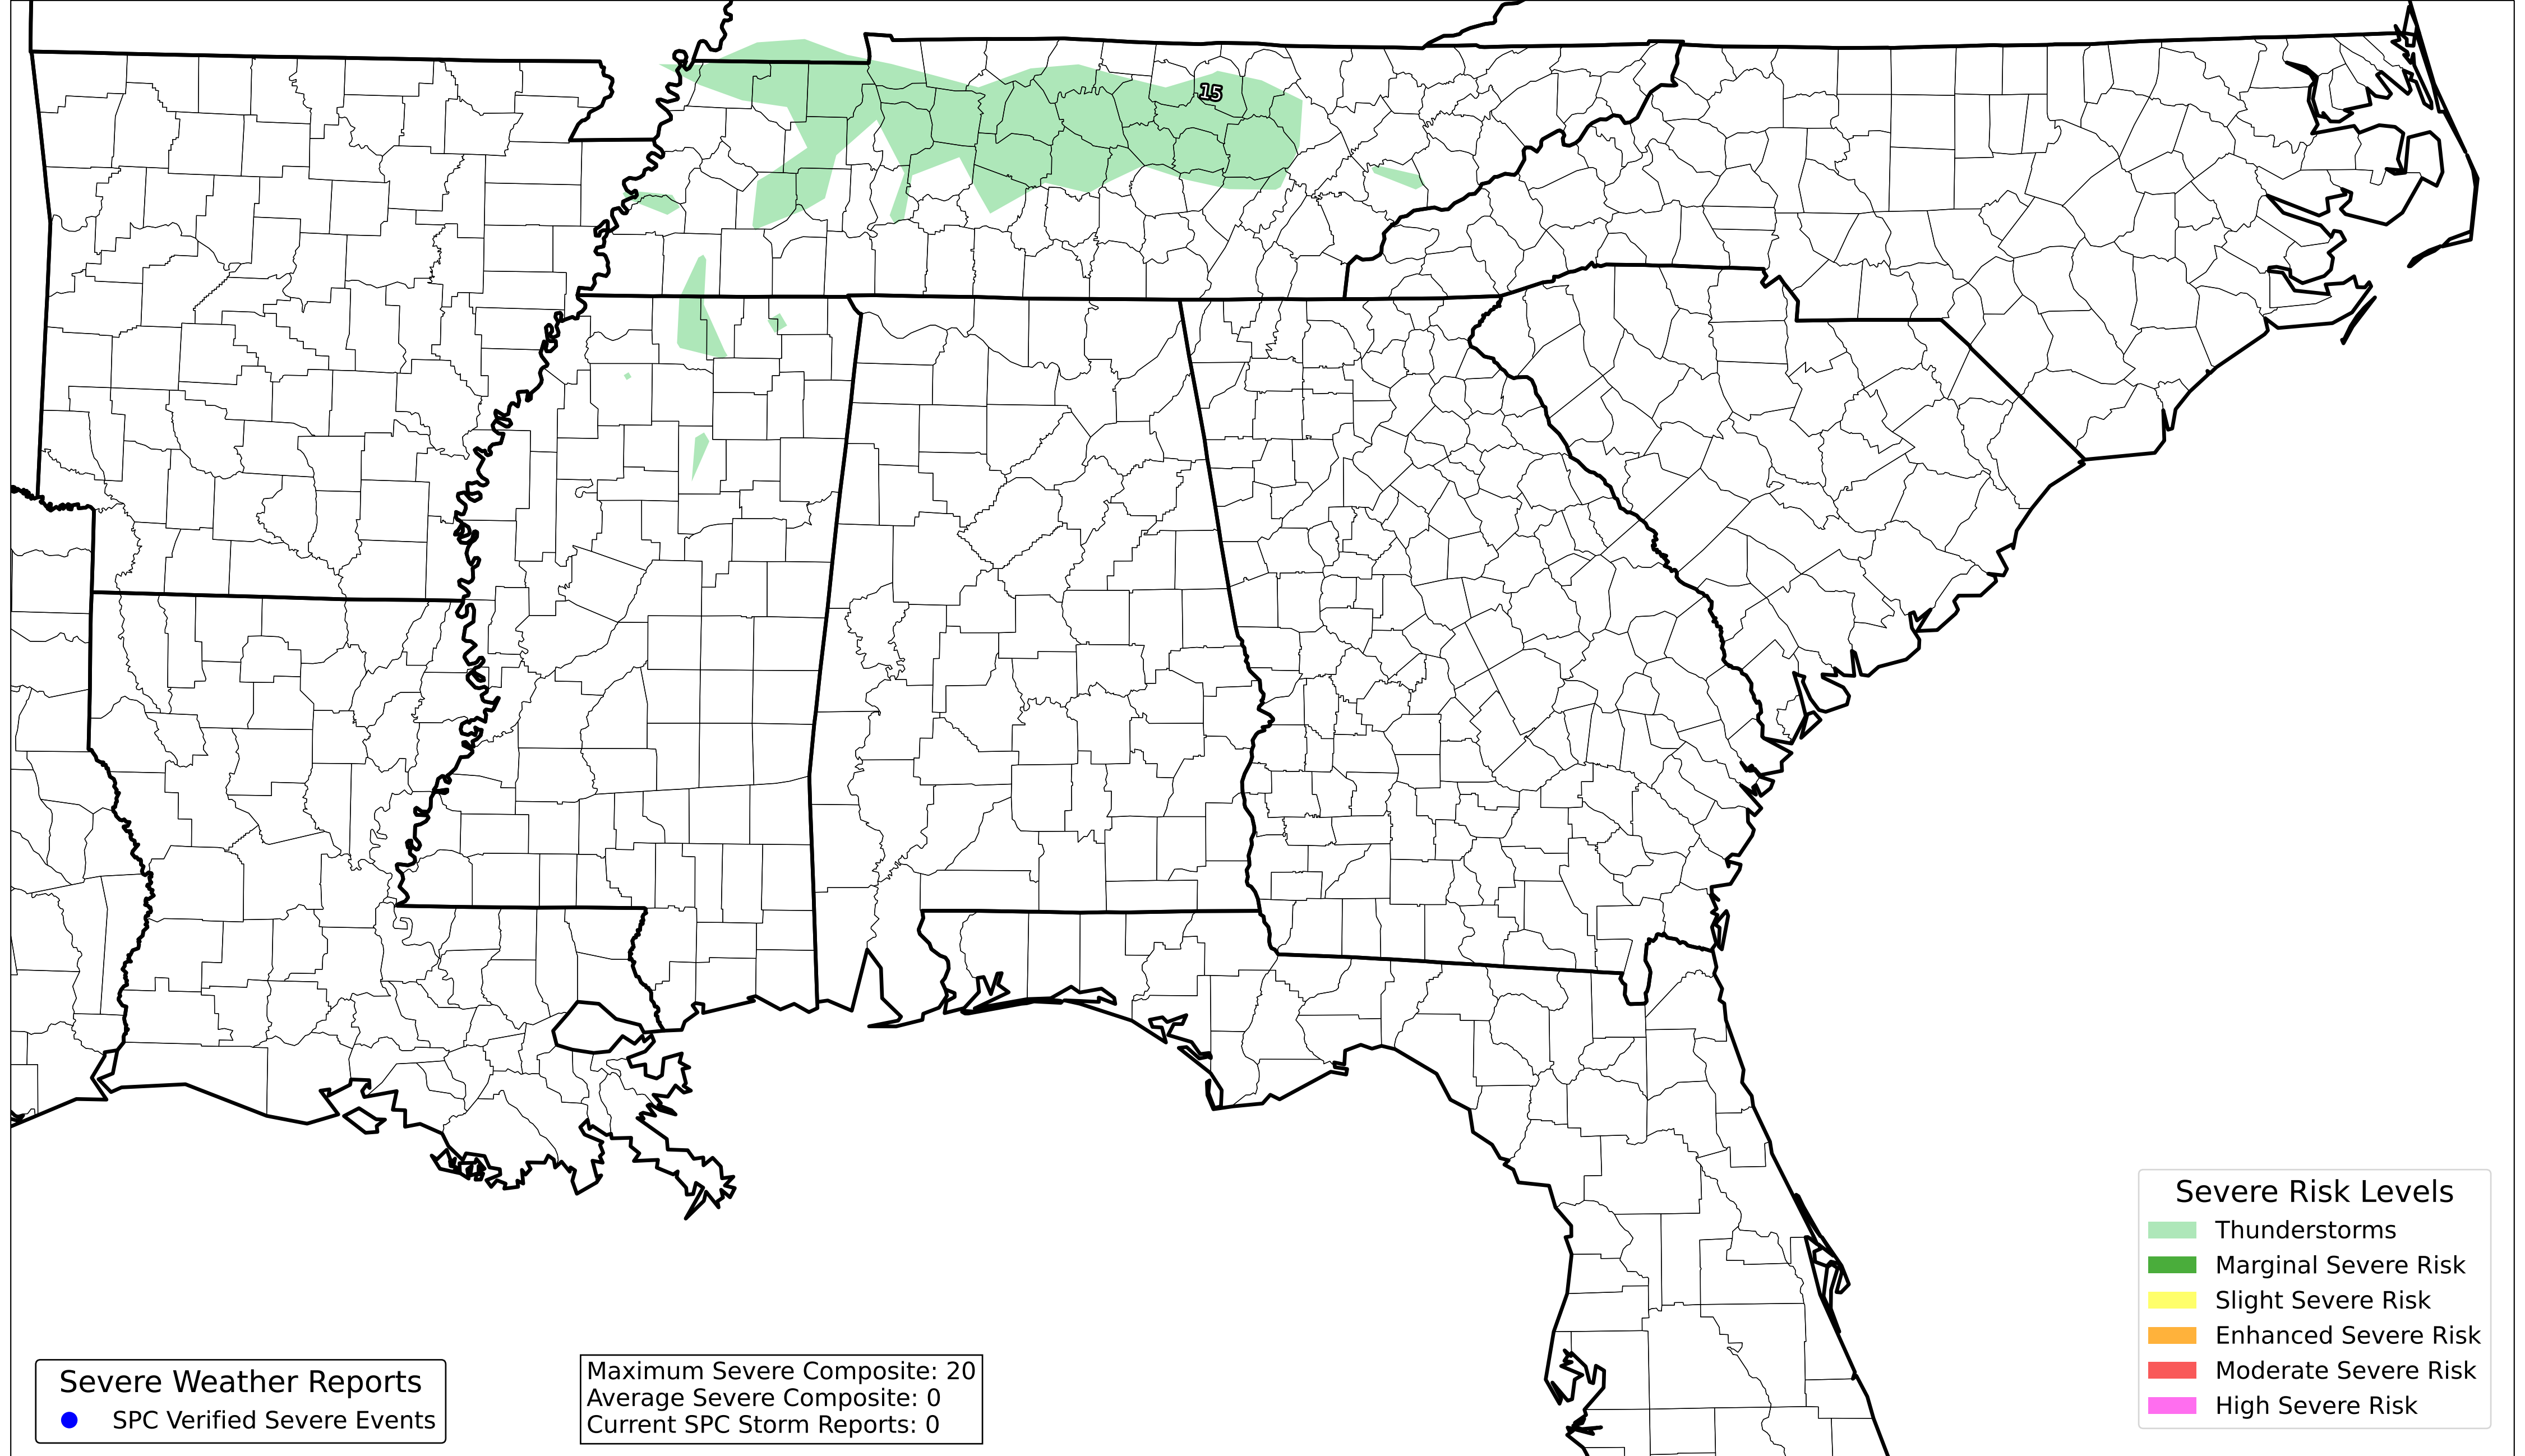 15
Severe Risk Levels
Thunderstorms
Marginal Severe Risk
Slight Severe Risk
Enhanced Severe Risk
Moderate Severe Risk
High Severe Risk
Severe Weather Reports
SPC Verified Severe Events
Maximum Severe Composite: 20
Average Severe Composite: 0
Current SPC Storm Reports: 0